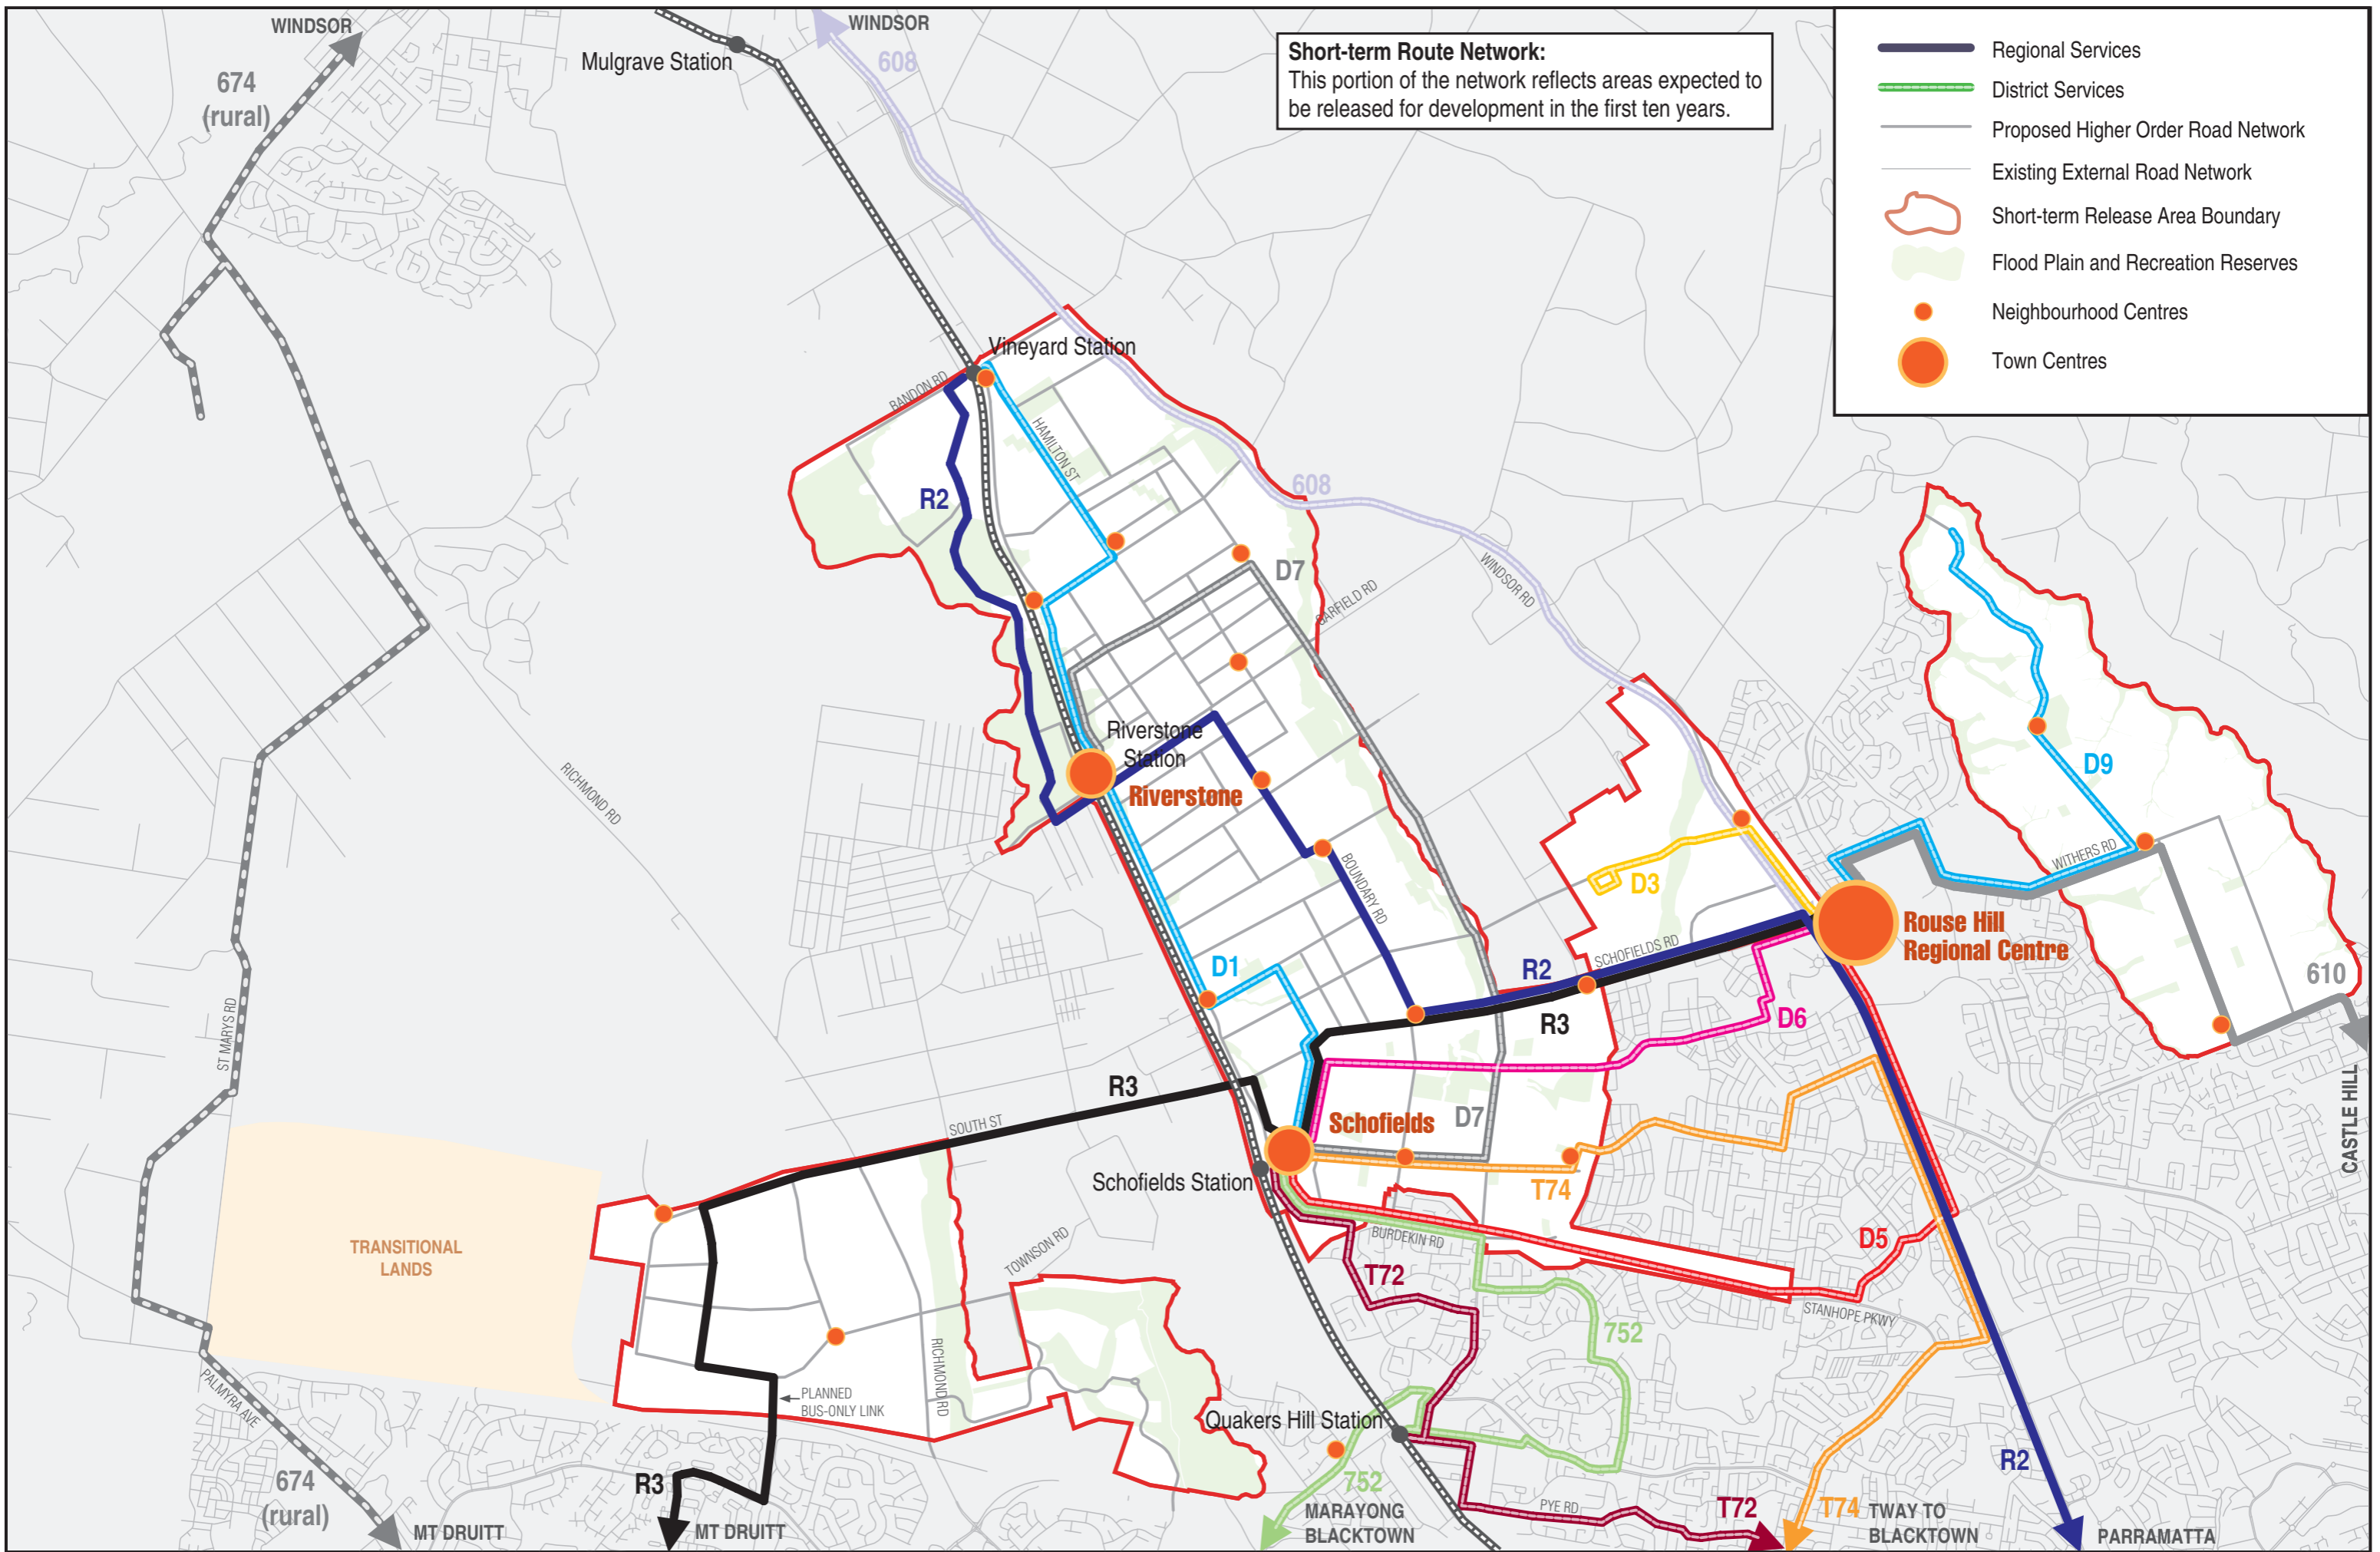 WINDSOR
674
(rural)
Mulgrave Station
WINDSOR
608
Short-term Route Network:
This portion of the network reflects areas expected to
be released for development in the first ten years.
Regional Services
District Services
Proposed Higher Order Road Network
Existing External Road Network
Short-term Release Area Boundary
Flood Plain and Recreation Reserves
Neighbourhood Centres
Town Centres
Vineyard Station
BANDON RD
HAMILTON ST
R2
608
D7
GARFIELD RD
WINDSOR RD
Riverstone
Station
Riverstone
RICHMOND RD
BOUNDARY RD
D3
D9
WITHERS RD
Rouse Hill
Regional Centre
610
D1
R2
SCHOFIELDS RD
R3
D6
ST MARYS RD
R3
SOUTH ST
Schofields
D7
CASTLE HILL
Schofields Station
T74
TRANSITIONAL
LANDS
TOWNSON RD
BURDEKIN RD
D5
T72
STANHOPE PKWY
752
RICHMOND RD
PALMYRA AVE
PLANNED
BUS-ONLY LINK
Quakers Hill Station
674
(rural)
R3
752
R2
PYE RD
T72
T74
MT DRUITT
MT DRUITT
MARAYONG
BLACKTOWN
TWAY TO
BLACKTOWN
PARRAMATTA